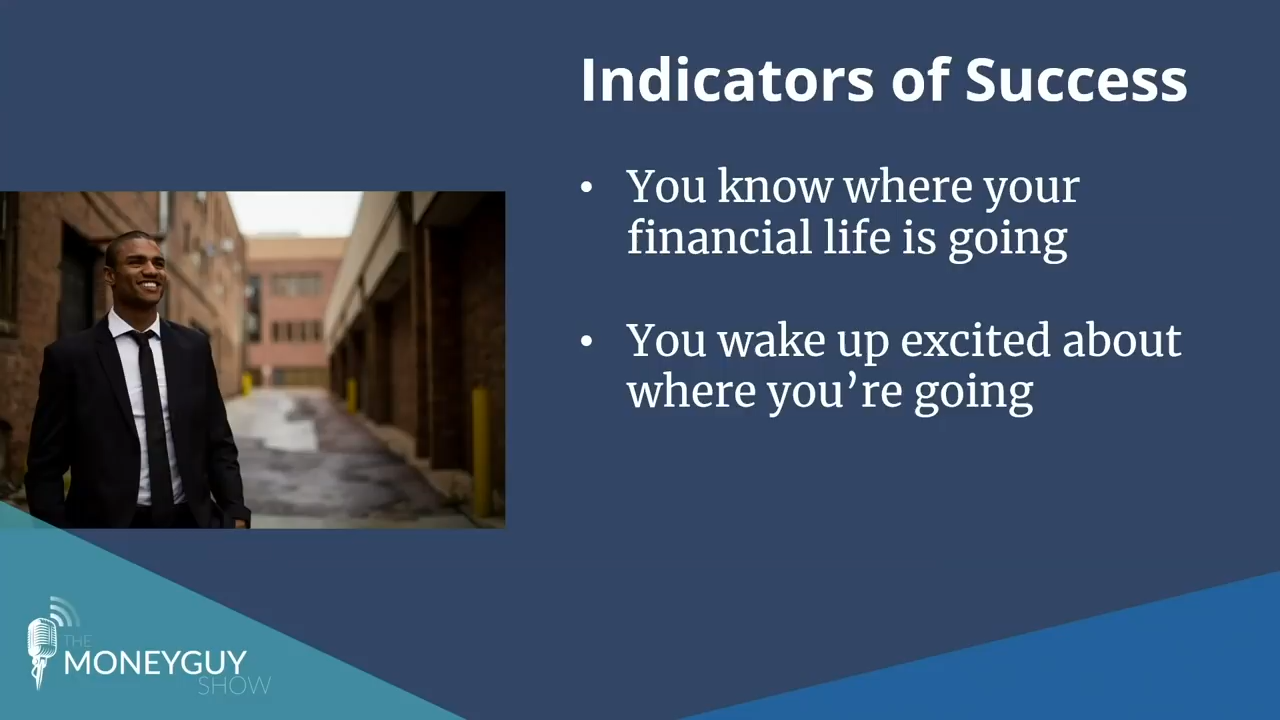 Indicators of Success
• You know where your
financial life is going
• You wake up excited about
where you’re going
THE
MONEYGUY
SHOW